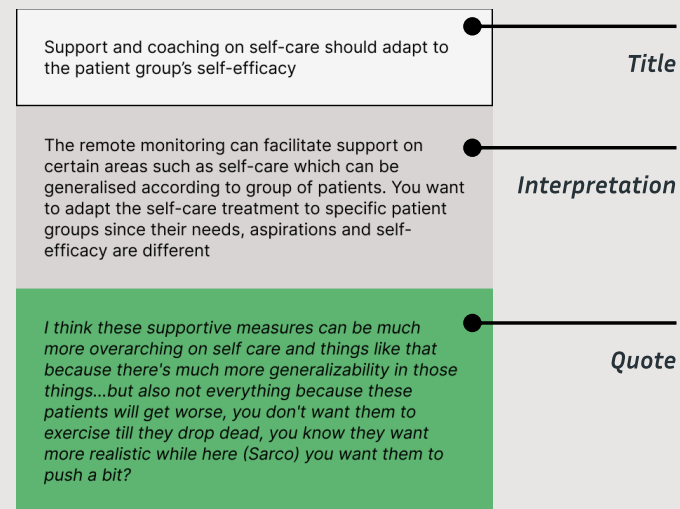 Support and coaching on self-care should adapt to
the patient group's self-efficacy
Title
The remote monitoring can facilitate support on
certain areas such as self-care which can be
generalised according to group of patients. You want
to adapt the self-care treatment to specific patient
groups since their needs, aspirations and self-
efficacy are different
Interpretation
I think these supportive measures can be much
more overarching on self care and things like that
because there's much more generalizability in those
things...but also not everything because these
patients will get worse, you don't want them to
exercise till they drop dead, you know they want
more realistic while here (Sarco) you want them to
push a bit?
Quote